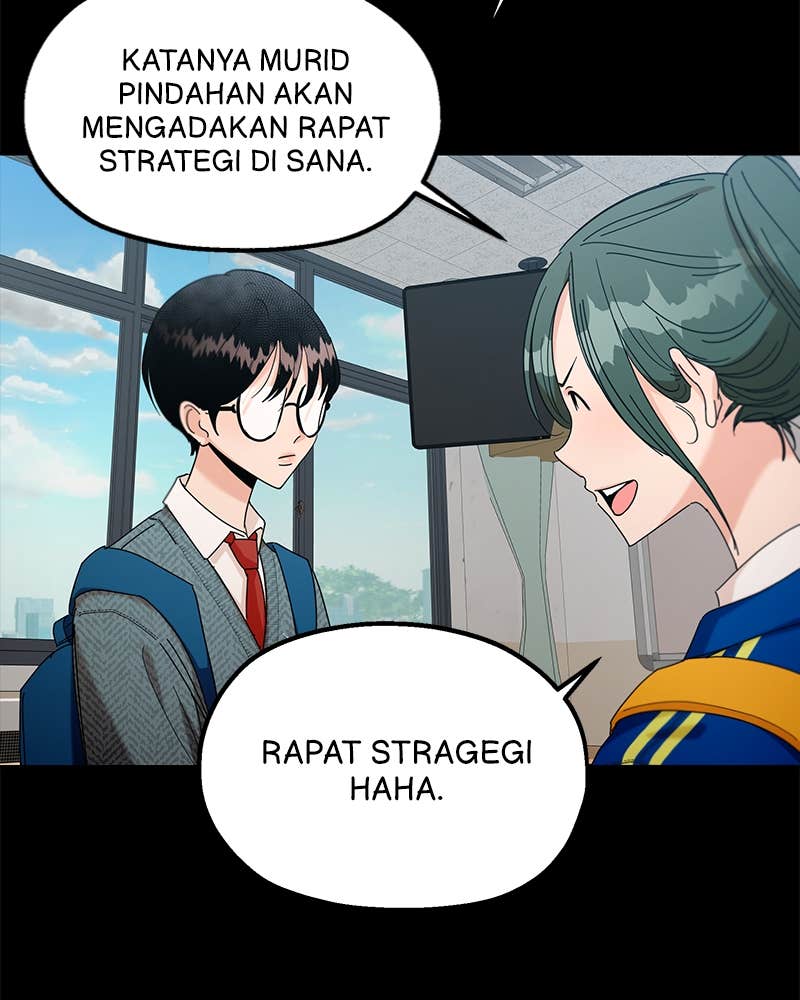 KATANYA MURID
PINDAHAN AKAN
MENGADAKAN RAPAT
STRATEGI DI SANA.
RAPAT STRAGEGI
HAHA.